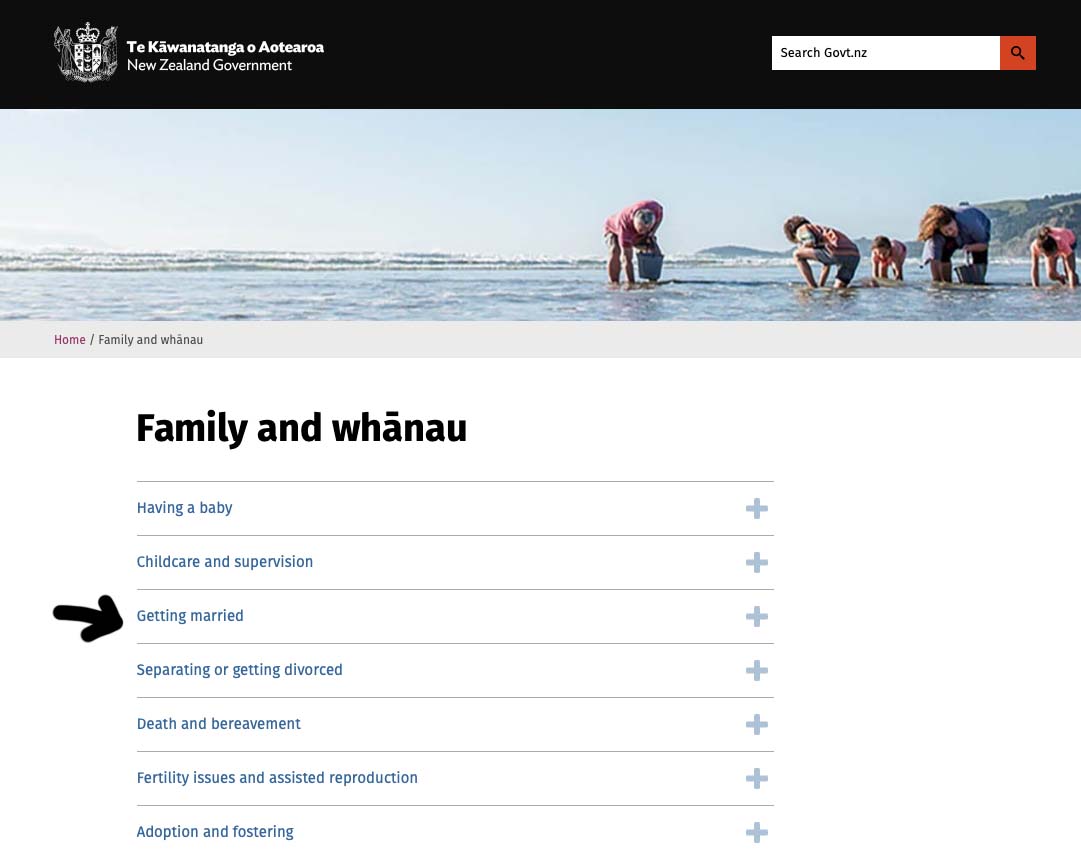 Te Kāwanatanga o Aotearoa
New Zealand Government
Search Govt.nz
Home / Family and whānau
Family and whānau
Having a baby
Childcare and supervision
Getting married
Separating or getting divorced
Death and bereavement
Fertility issues and assisted reproduction
Adoption and fostering